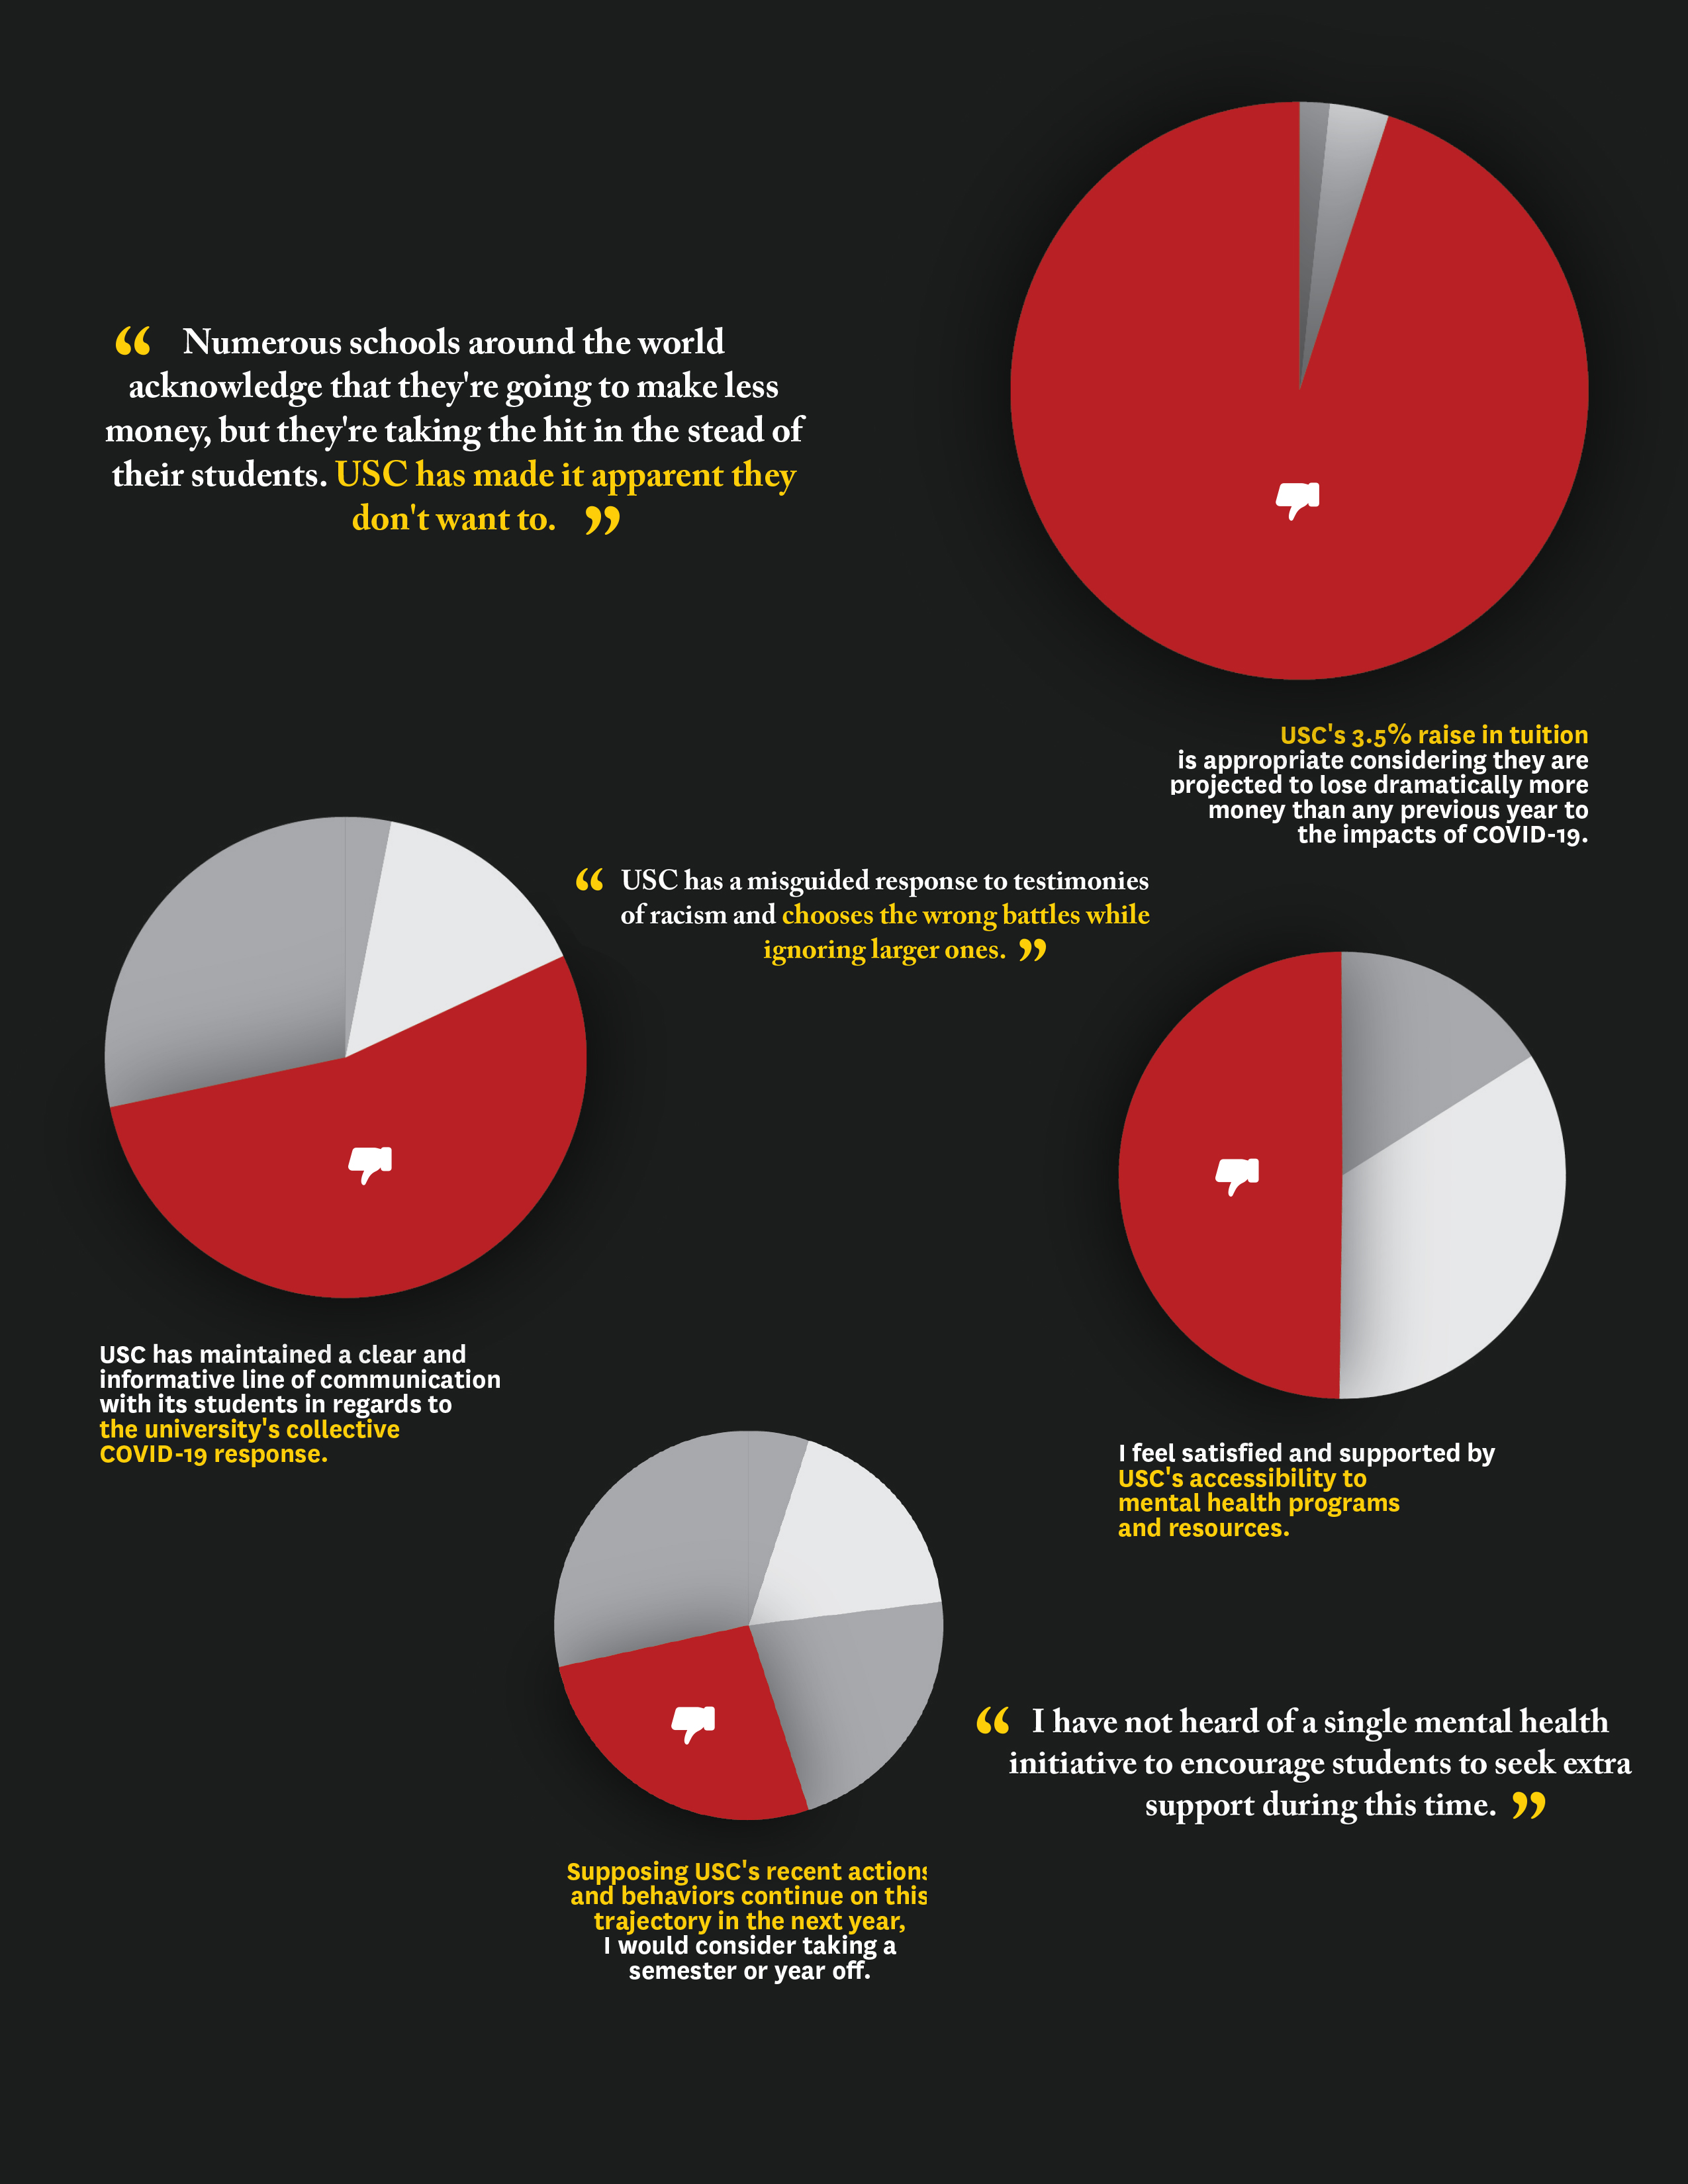 “ Numerous schools around the world
acknowledge that they're going to make less
money, but they're taking the hit in the stead of
their students. USC has made it apparent they
don't want to. ”
USC's 3.5% raise in tuition
is appropriate considering they are
projected to lose dramatically more
money than any previous year to
the impacts of COVID-19.
“ USC has a misguided response to testimonies
of racism and chooses the wrong battles while
ignoring larger ones. ”
USC has maintained a clear and
informative line of communication
with its students in regards to
the university's collective
COVID-19 response.
I feel satisfied and supported by
USC's accessibility to
mental health programs
and resources.
“ I have not heard of a single mental health
initiative to encourage students to seek extra
support during this time. ”
Supposing USC's recent actions
and behaviors continue on this
trajectory in the next year,
I would consider taking a
semester or year off.